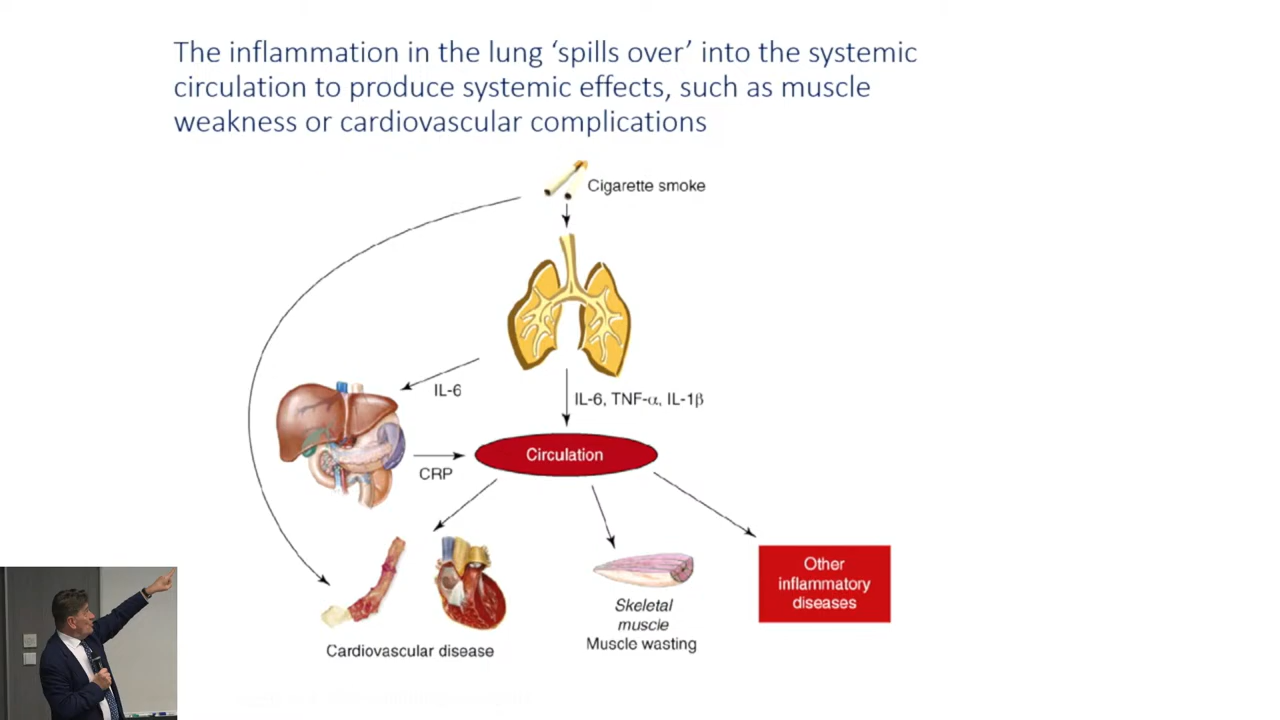 The inflammation in the lung ‘spills over’ into the systemic
circulation to produce systemic effects, such as muscle
weakness or cardiovascular complications
Cigarette smoke
IL-6
IL-6, TNF-α, IL-1β
Circulation
CRP
Other
inflammatory
diseases
Skeletal
muscle
Muscle wasting
Cardiovascular disease